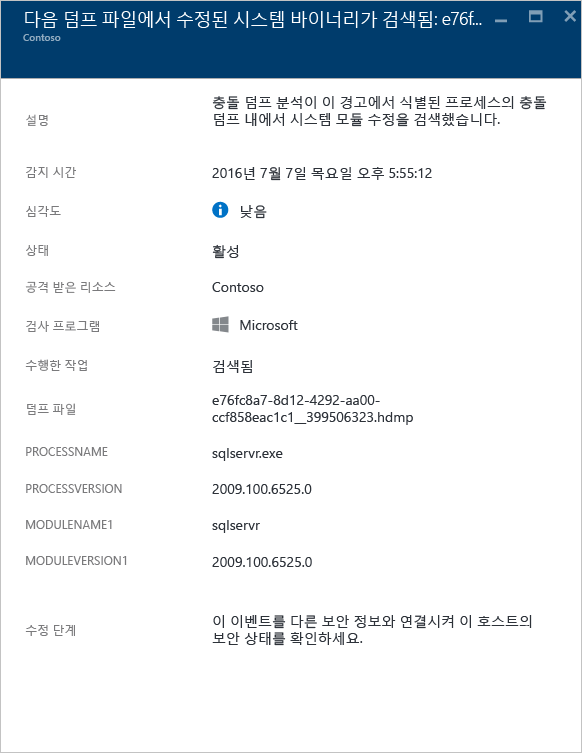 다음 덤프 파일에서 수정된 시스템 바이너리가 검색됨: e76f...
Contoso
설명
충돌 덤프 분석이 이 경고에서 식별된 프로세스의 충돌
덤프 내에서 시스템 모듈 수정을 검색했습니다.
감지 시간
2016년 7월 7일 목요일 오후 5:55:12
심각도
낮음
상태
활성
공격 받은 리소스
Contoso
검사 프로그램
Microsoft
수행한 작업
검색됨
덤프 파일
e76fc8a7-8d12-4292-aa00-
ccf858eac1c1__399506323.hdmp
PROCESSNAME
sqlservr.exe
PROCESSVERSION
2009.100.6525.0
MODULENAME1
sqlservr
MODULEVERSION1
2009.100.6525.0
수정 단계
이 이벤트를 다른 보안 정보와 연결시켜 이 호스트의
보안 상태를 확인하세요.